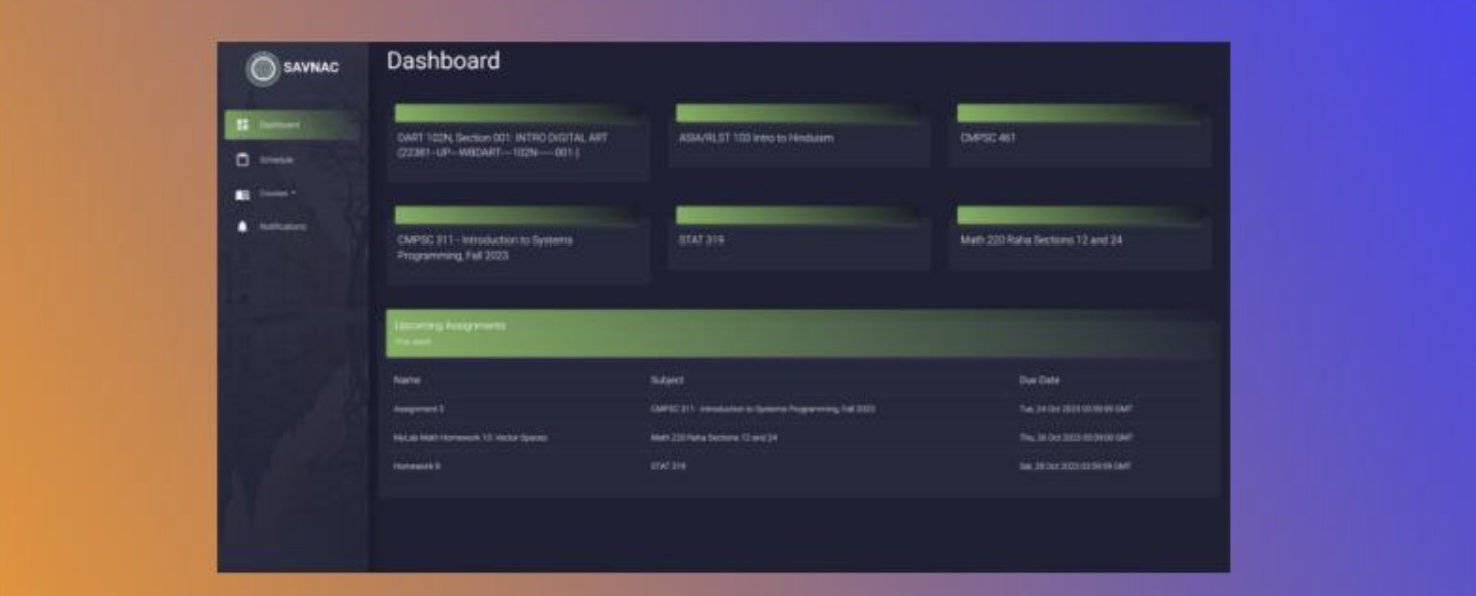 SAVNAC
Dashboard
Schedule
Courses
Notifications
Dashboard
DART 102N, Section 001: INTRO DIGITAL ART
(22381--UP---WBDART---102N-------001-)
ASIA/RLST 103 Intro to Hinduism
CMPSC 461
CMPSC 311 - Introduction to Systems
Programming, Fall 2023
STAT 319
Math 220 Raha Sections 12 and 24
Upcoming Assignments
This week
Name Subject Due Date
Assignment 3 CMPSC 311 - Introduction to Systems Programming, Fall 2023 Tue, 24 Oct 2023 03:59:59 GMT
MyLab Math Homework 10: Vector Spaces Math 220 Raha Sections 12 and 24 Thu, 26 Oct 2023 03:59:00 GMT
Homework 8 STAT 319 Sat, 28 Oct 2023 03:59:59 GMT